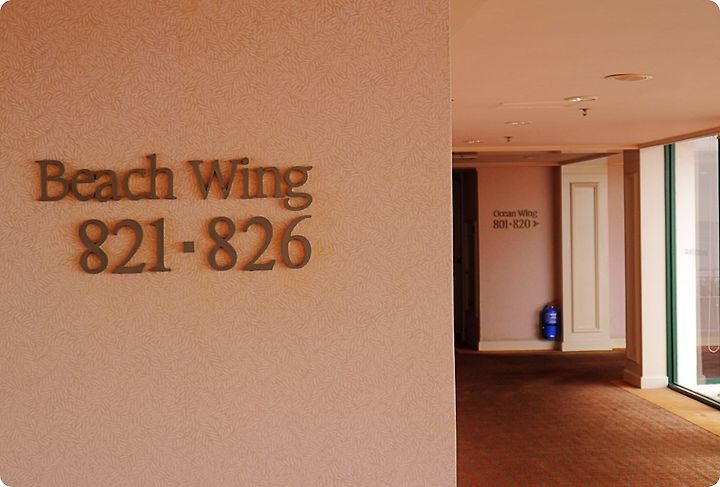 Beach Wing
821-826
Ocean Wing
801-820 ➤